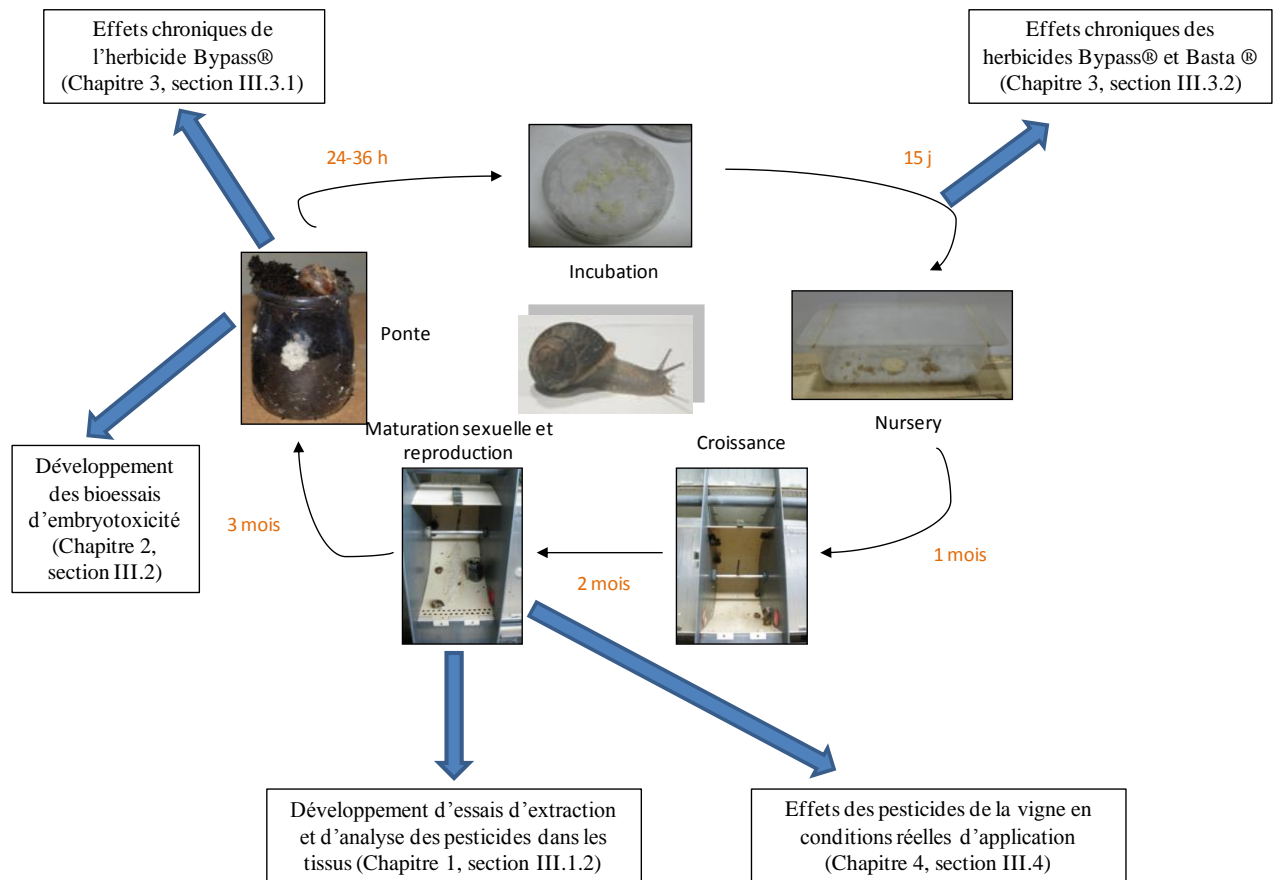 Effets chroniques de
l'herbicide Bypass®
(Chapitre 3, section III.3.1)
Effets chroniques des
herbicides Bypass® et Basta ®
(Chapitre 3, section III.3.2)
24-36 h
15 j
Incubation
Ponte
Nursery
Maturation sexuelle et
reproduction
Croissance
Développement
des bioessais
d'embryotoxicité
(Chapitre 2,
section III.2)
3 mois
2 mois
1 mois
Développement d'essais d'extraction
et d'analyse des pesticides dans les
tissus (Chapitre 1, section III.1.2)
Effets des pesticides de la vigne en
conditions réelles d'application
(Chapitre 4, section III.4)